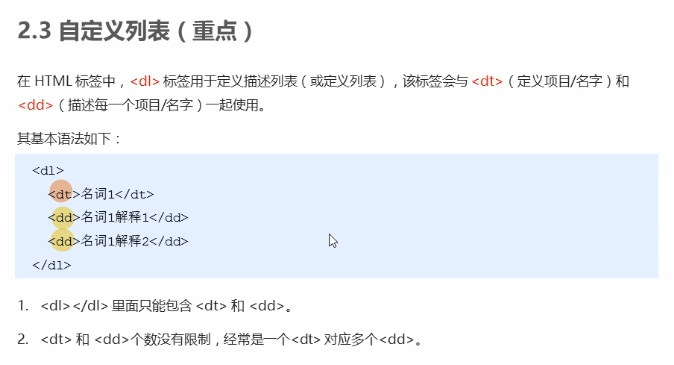 2.3 自定义列表（重点）
在 HTML 标签中，<dl> 标签用于定义描述列表（或定义列表），该标签会与 <dt>（定义项目/名字）和
<dd>（描述每一个项目/名字）一起使用。
其基本语法如下：
<dl>
<dt>名词1</dt>
<dd>名词1解释1</dd>
<dd>名词1解释2</dd>
</dl>
1. <dl></dl> 里面只能包含 <dt> 和 <dd>。
2. <dt> 和 <dd>个数没有限制，经常是一个<dt> 对应多个<dd>。